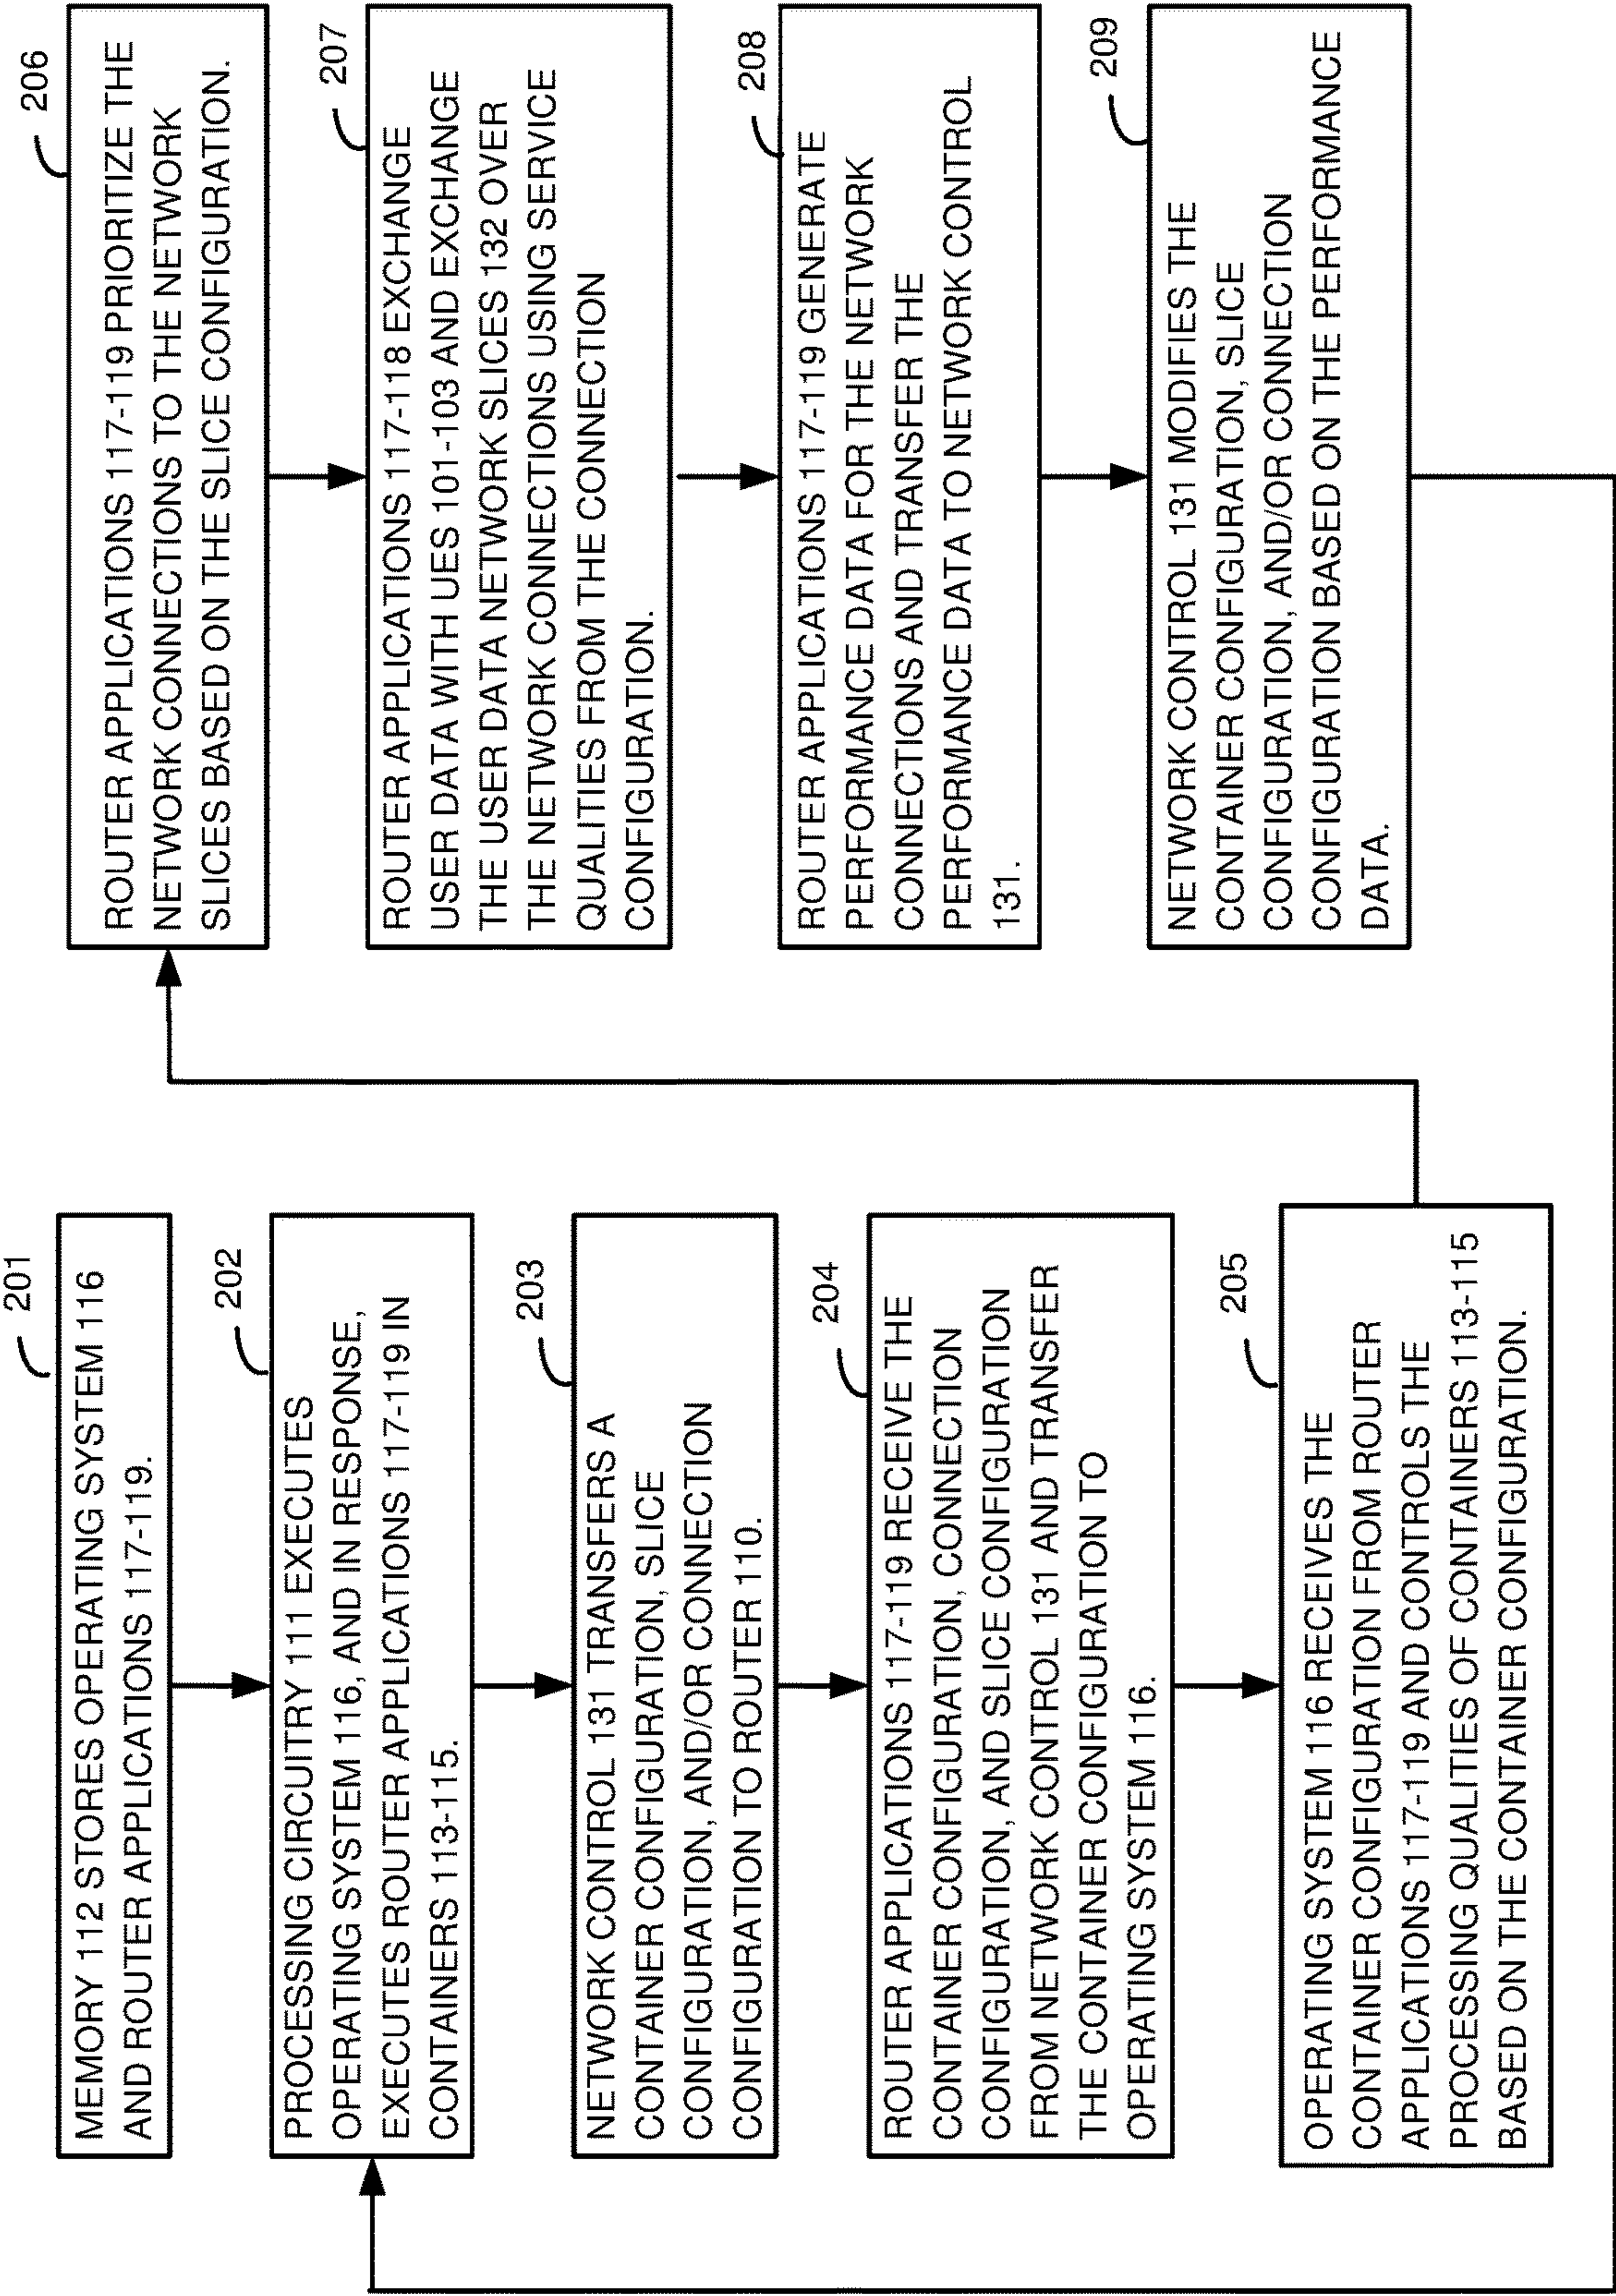 201
MEMORY 112 STORES OPERATING SYSTEM 116
AND ROUTER APPLICATIONS 117-119.
202
PROCESSING CIRCUITRY 111 EXECUTES
OPERATING SYSTEM 116, AND IN RESPONSE,
EXECUTES ROUTER APPLICATIONS 117-119 IN
CONTAINERS 113-115.
203
NETWORK CONTROL 131 TRANSFERS A
CONTAINER CONFIGURATION, SLICE
CONFIGURATION, AND/OR CONNECTION
CONFIGURATION TO ROUTER 110.
204
ROUTER APPLICATIONS 117-119 RECEIVE THE
CONTAINER CONFIGURATION, CONNECTION
CONFIGURATION, AND SLICE CONFIGURATION
FROM NETWORK CONTROL 131 AND TRANSFER
THE CONTAINER CONFIGURATION TO
OPERATING SYSTEM 116.
205
OPERATING SYSTEM 116 RECEIVES THE
CONTAINER CONFIGURATION FROM ROUTER
APPLICATIONS 117-119 AND CONTROLS THE
PROCESSING QUALITIES OF CONTAINERS 113-115
BASED ON THE CONTAINER CONFIGURATION.
206
ROUTER APPLICATIONS 117-119 PRIORITIZE THE
NETWORK CONNECTIONS TO THE NETWORK
SLICES BASED ON THE SLICE CONFIGURATION.
207
ROUTER APPLICATIONS 117-118 EXCHANGE
USER DATA WITH UES 101-103 AND EXCHANGE
THE USER DATA NETWORK SLICES 132 OVER
THE NETWORK CONNECTIONS USING SERVICE
QUALITIES FROM THE CONNECTION
CONFIGURATION.
208
ROUTER APPLICATIONS 117-119 GENERATE
PERFORMANCE DATA FOR THE NETWORK
CONNECTIONS AND TRANSFER THE
PERFORMANCE DATA TO NETWORK CONTROL
131.
209
NETWORK CONTROL 131 MODIFIES THE
CONTAINER CONFIGURATION, SLICE
CONFIGURATION, AND/OR CONNECTION
CONFIGURATION BASED ON THE PERFORMANCE
DATA.